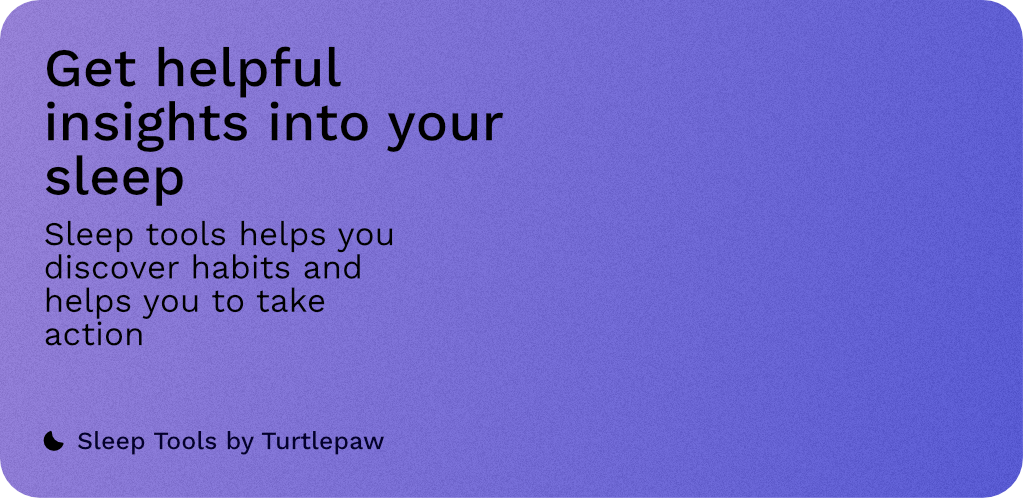 Get helpful
insights into your
sleep
Sleep tools helps you
discover habits and
helps you to take
action
Sleep Tools by Turtlepaw